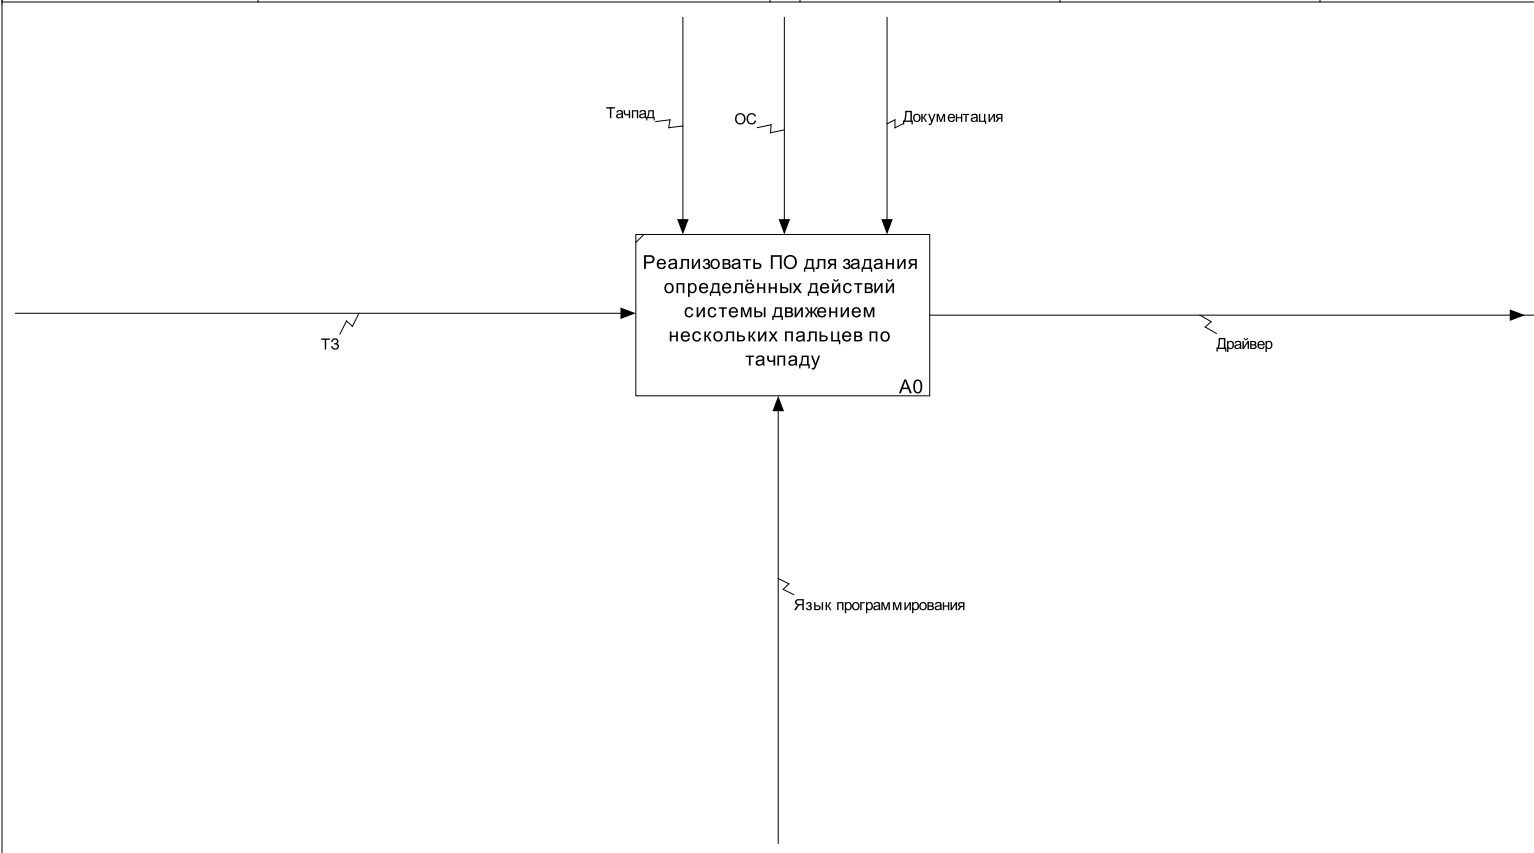 Тачпад
ОС
Документация
Реализовать ПО для задания
определённых действий
системы движением
нескольких пальцев по
тачпаду
A0
ТЗ
Драйвер
Язык программирования